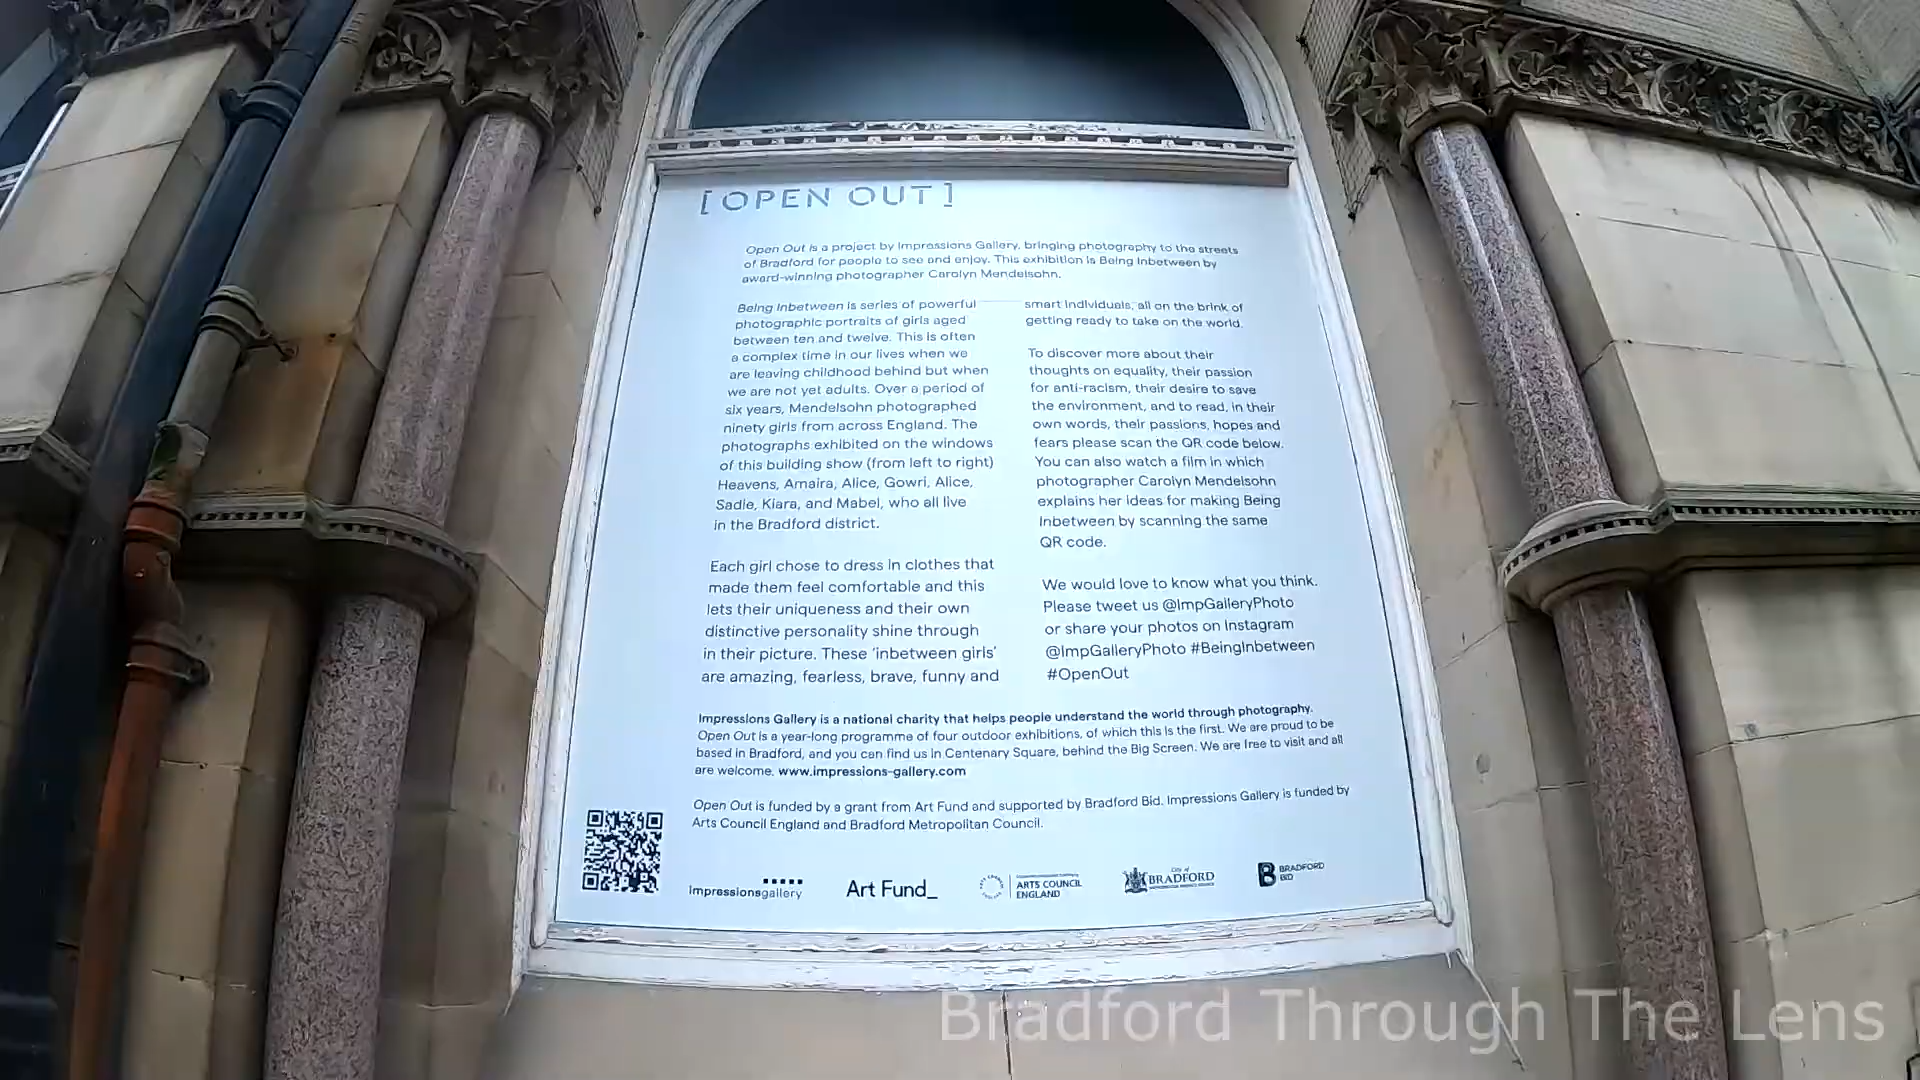 [OPEN OUT]
Open Out is a project by Impressions Gallery, bringing photography to the streets
of Bradford for people to see and enjoy. This exhibition is Being Inbetween by
award-winning photographer Carolyn Mendelsohn.
Being Inbetween is series of powerful
photographic portraits of girls aged
between ten and twelve. This is often
a complex time in our lives when we
are leaving childhood behind but when
we are not yet adults. Over a period of
six years, Mendelsohn photographed
ninety girls from across England. The
photographs exhibited on the windows
of this building show (from left to right)
Heavens, Amaira, Alice, Gowri, Alice,
Sadie, Kiara, and Mabel, who all live
in the Bradford district.
Each girl chose to dress in clothes that
made them feel comfortable and this
lets their uniqueness and their own
distinctive personality shine through
in their picture. These 'inbetween girls'
are amazing, fearless, brave, funny and
smart individuals, all on the brink of
getting ready to take on the world.
To discover more about their
thoughts on equality, their passion
for anti-racism, their desire to save
the environment, and to read, in their
own words, their passions, hopes and
fears please scan the QR code below.
You can also watch a film in which
photographer Carolyn Mendelsohn
explains her ideas for making Being
Inbetween by scanning the same
QR code.
We would love to know what you think.
Please tweet us @ImpGalleryPhoto
or share your photos on Instagram
@ImpGalleryPhoto #BeingInbetween
#OpenOut
Impressions Gallery is a national charity that helps people understand the world through photography.
Open Out is a year-long programme of four outdoor exhibitions, of which this is the first. We are proud to be
based in Bradford, and you can find us in Centenary Square, behind the Big Screen. We are free to visit and all
are welcome. www.impressions-gallery.com
Open Out is funded by a grant from Art Fund and supported by Bradford Bid. Impressions Gallery is funded by
Arts Council England and Bradford Metropolitan Council.
impressionsgallery
Art Fund_
ARTS COUNCIL
ENGLAND
City of
BRADFORD
BRADFORD
BID
Bradford Through The Lens